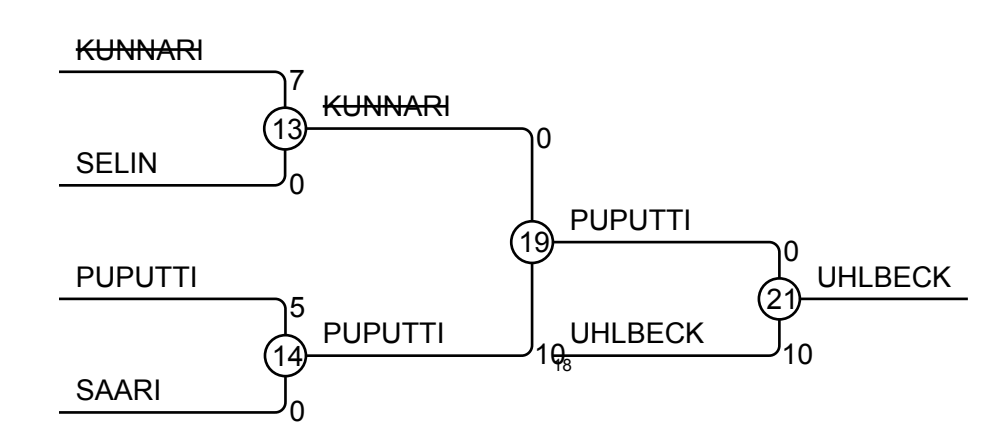 KUNNARI
7
KUNNARI
13
0
SELIN
0
PUPUTTI
19
0
PUPUTTI
UHLBECK
5
21
PUPUTTI
UHLBECK
14
10
18
10
SAARI
0